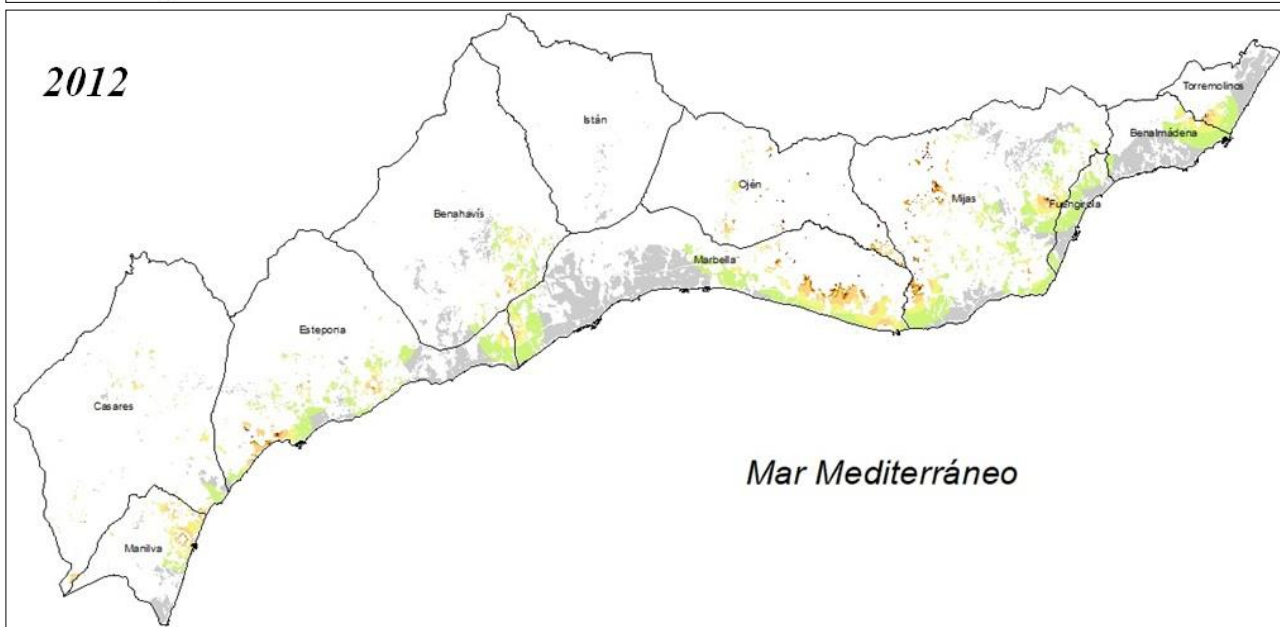 2012
Torremolinos
Istán
Benalmádena
Ojén
Mijas
Fuengirola
Benahavís
Marbella
Estepona
Casares
Mar Mediterráneo
Manilva